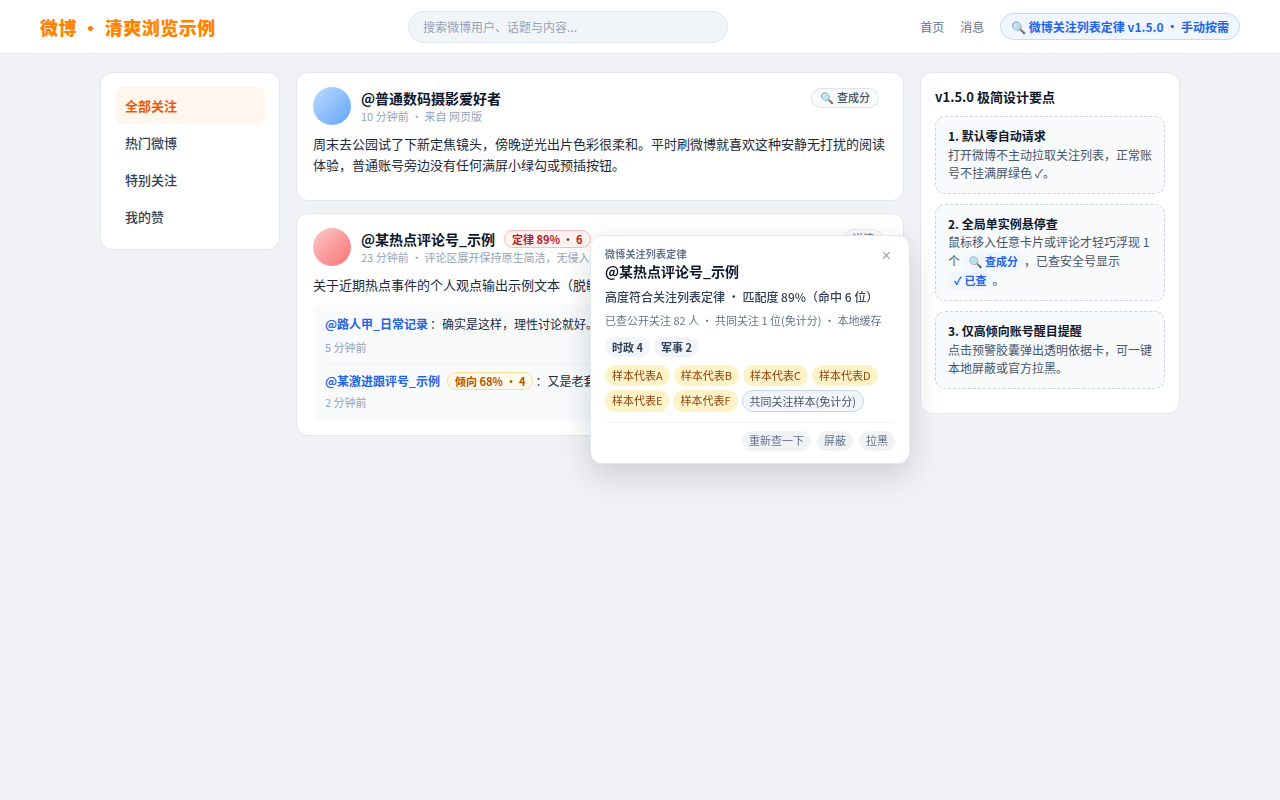 微博 · 清爽浏览示例
搜索微博用户、话题与内容...
首页
消息
🔍 微博关注列表定律 v1.5.0 · 手动按需
全部关注
热门微博
特别关注
我的赞
@普通数码摄影爱好者
🔍 查成分
10 分钟前 · 来自 网页版
周末去公园试了下新定焦镜头，傍晚逆光出片色彩很柔和。平时刷微博就喜欢这种安静无打扰的阅读
体验，普通账号旁边没有任何满屏小绿勾或预插按钮。
@某热点评论号_示例
定律 89% · 6
23 分钟前 · 评论区展开保持原生简洁，无侵入
关于近期热点事件的个人观点输出示例文本（脱
@路人甲_日常记录：确实是这样，理性讨论就好。
5 分钟前
@某激进跟评号_示例 倾向 68% · 4 ：又是老套
2 分钟前
微博关注列表定律
×
@某热点评论号_示例
高度符合关注列表定律 · 匹配度 89%（命中 6 位）
已查公开关注 82 人 · 共同关注 1 位(免计分) · 本地缓存
时政 4 军事 2
样本代表A 样本代表B 样本代表C 样本代表D
样本代表E 样本代表F 共同关注样本(免计分)
重新查一下 屏蔽 拉黑
v1.5.0 极简设计要点
1. 默认零自动请求
打开微博不主动拉取关注列表，正常账
号不挂满屏绿色 ✓。
2. 全局单实例悬停查
鼠标移入任意卡片或评论才轻巧浮现 1
个 🔍 查成分 ，已查安全号显示
✓ 已查 。
3. 仅高倾向账号醒目提醒
点击预警胶囊弹出透明依据卡，可一键
本地屏蔽或官方拉黑。